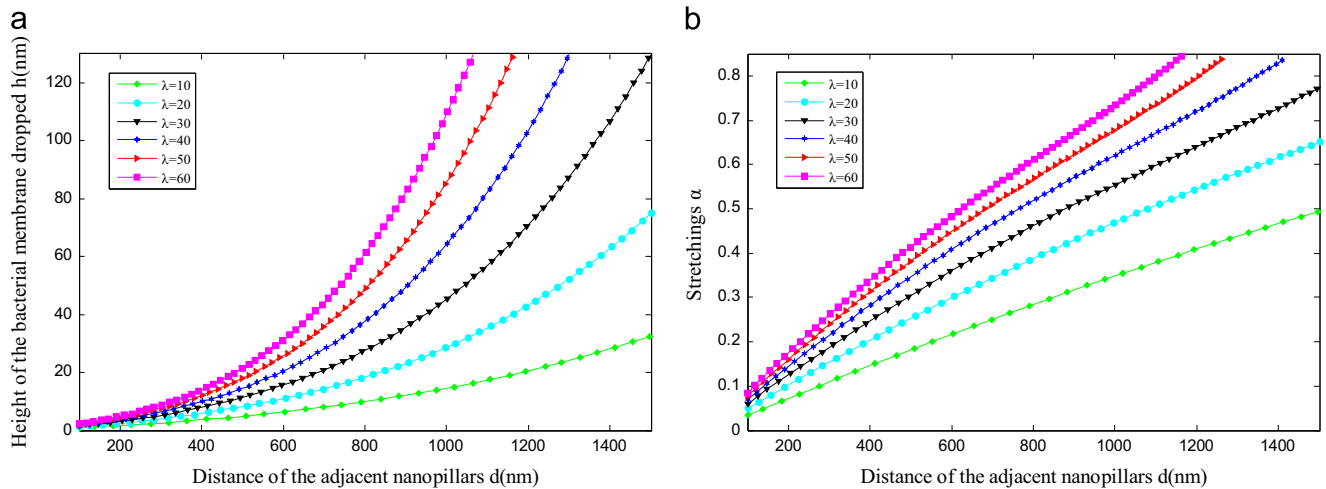 a
Height of the bacterial membrane dropped h(nm)
120
100
80
60
40
20
0
λ=10
λ=20
λ=30
λ=40
λ=50
λ=60
200 400 600 800 1000 1200 1400
Distance of the adjacent nanopillars d(nm)
b
Stretchings α
0.8
0.7
0.6
0.5
0.4
0.3
0.2
0.1
0
λ=10
λ=20
λ=30
λ=40
λ=50
λ=60
200 400 600 800 1000 1200 1400
Distance of the adjacent nanopillars d(nm)